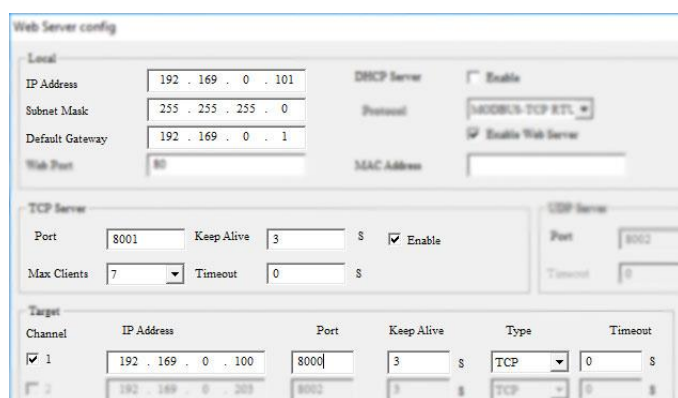 Web Server config
Local
IP Address 192 . 169 . 0 . 101 DHCP Server Enable
Subnet Mask 255 . 255 . 255 . 0 Protocol MODBUS-TCP RTU
Default Gateway 192 . 169 . 0 . 1 Enable Web Server
Web Port 80 MAC Address
TCP Server UDP Server
Port 8001 Keep Alive 3 S Enable Port 8002
Max Clients 7 Timeout 0 S Timeout 0
Target
Channel IP Address Port Keep Alive Type Timeout
1 192 . 169 . 0 . 100 8000 3 S TCP 0 S
2 192 . 169 . 0 . 203 8002 3 S TCP 0 S